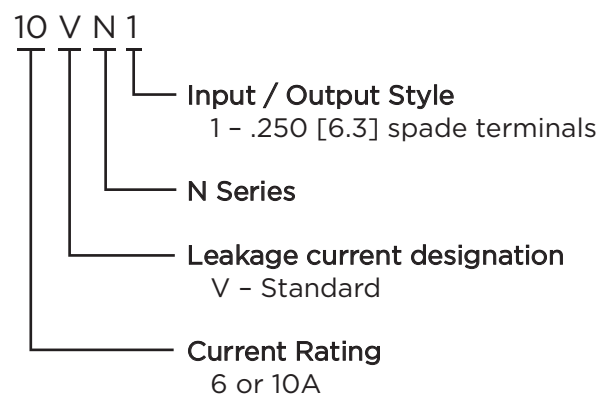 10 V N 1
Input / Output Style
1 – .250 [6.3] spade terminals
N Series
Leakage current designation
V – Standard
Current Rating
6 or 10A